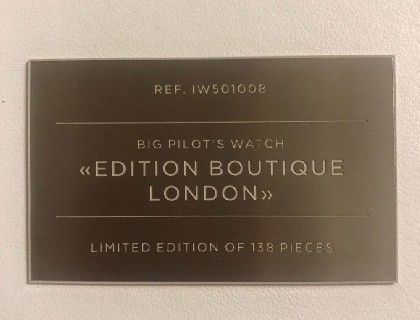 REF. IW501008
BIG PILOT'S WATCH
«EDITION BOUTIQUE
LONDON»
LIMITED EDITION OF 138 PIECES